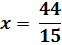 x = 44/15